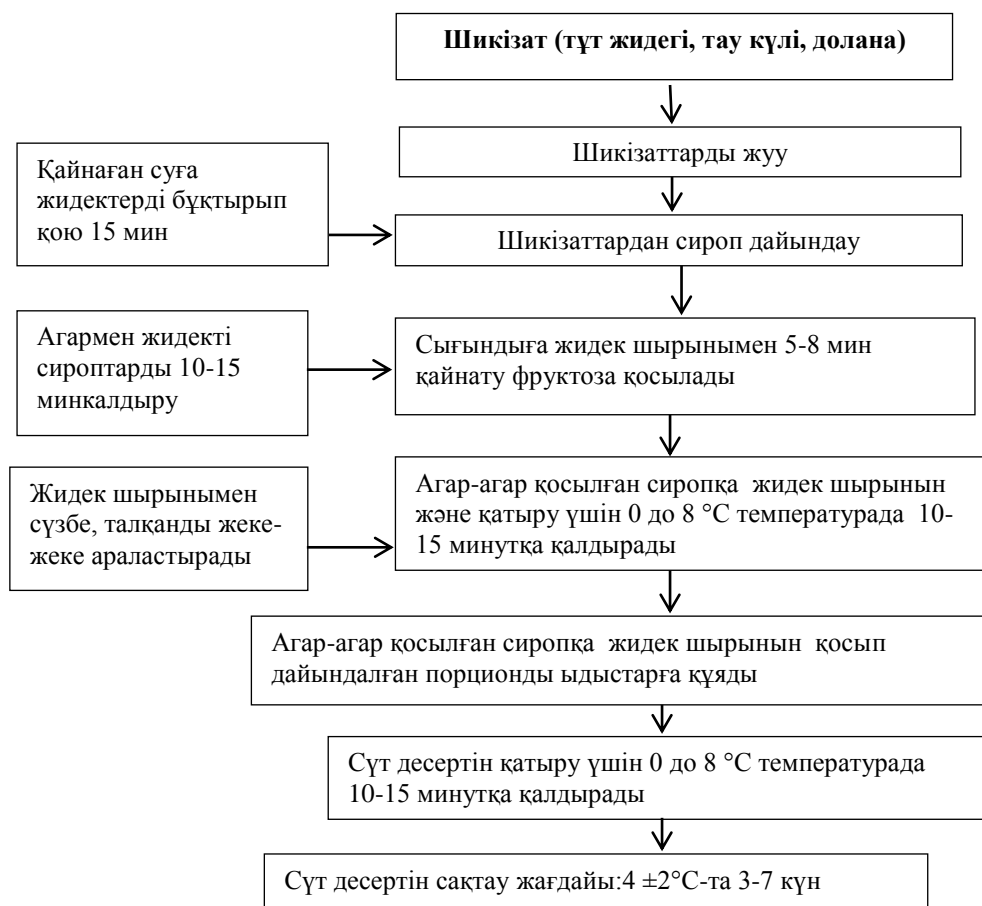 Шикізат (тұт жидегі, тау күлі, долана)
Шикізаттарды жуу
Қайнаған суға
жидектерді бұқтырып
қою 15 мин
Шикізаттардан сироп дайындау
Агармен жидекті
сироптарды 10-15
минкалдыру
Сығындыға жидек шырынымен 5-8 мин
қайнату фруктоза қосылады
Жидек шырынымен
сүзбе, талқанды жеке-
жеке араластырады
Агар-агар қосылған сиропқа жидек шырынын
және қатыру үшін 0 до 8 °С температурада 10-
15 минутқа қалдырады
Агар-агар қосылған сиропқа жидек шырынын қосып
дайындалған порционды ыдыстарға құяды
Сүт десертін қатыру үшін 0 до 8 °С температурада
10-15 минутқа қалдырады
Сүт десертін сақтау жағдайы:4 ±2°С-та 3-7 күн